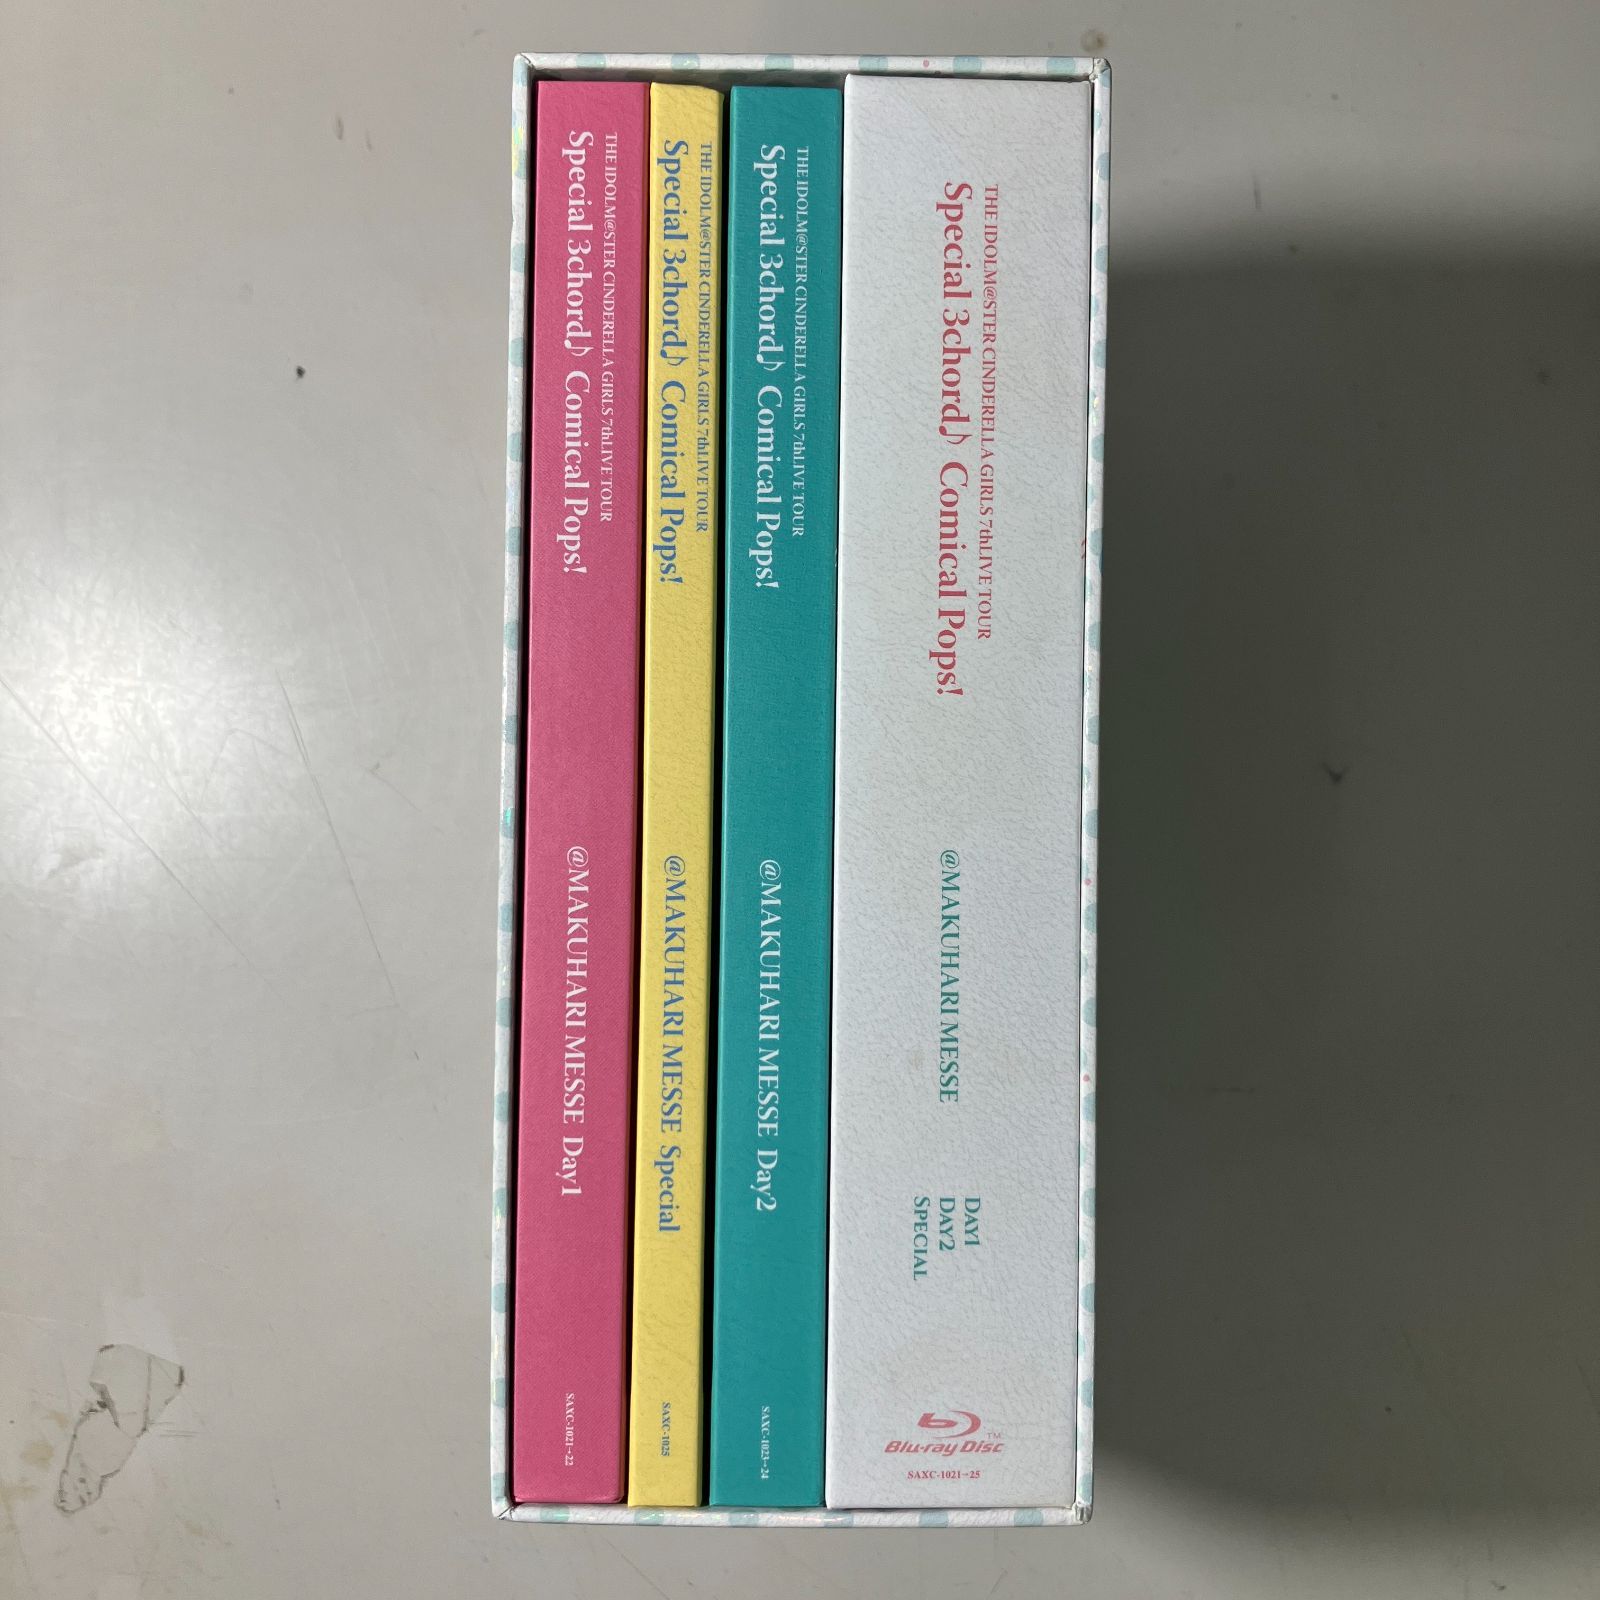 THE IDOLM@STER CINDERELLA GIRLS 7thLIVE TOUR
Special 3chord♪ Comical Pops!
@MAKUHARI MESSE Day1
SAXC-1021~22
THE IDOLM@STER CINDERELLA GIRLS 7thLIVE TOUR
Special 3chord♪ Comical Pops!
@MAKUHARI MESSE Special
SAXC-1025
THE IDOLM@STER CINDERELLA GIRLS 7thLIVE TOUR
Special 3chord♪ Comical Pops!
@MAKUHARI MESSE Day2
SAXC-1023~24
THE IDOLM@STER CINDERELLA GIRLS 7thLIVE TOUR
Special 3chord♪ Comical Pops!
@MAKUHARI MESSE
DAY1
DAY2
SPECIAL
Blu-ray Disc™
SAXC-1021~25